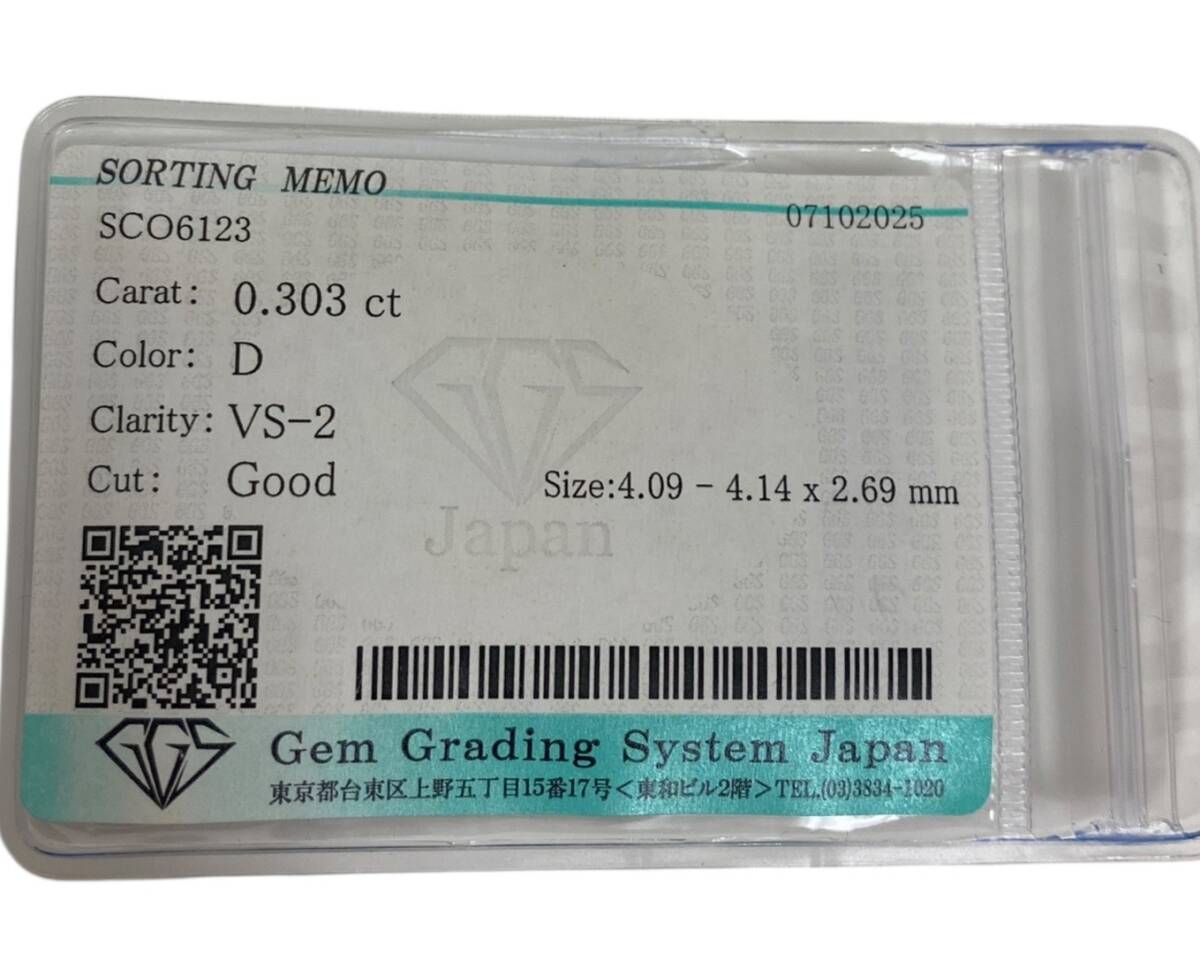 SORTING MEMO
07102025
SCO6123
Carat: 0.303 ct
Color: D
Clarity: VS-2
Cut: Good
Size:4.09 - 4.14 x 2.69 mm
GGS
Japan
GGS
Gem Grading System Japan
東京都台東区上野五丁目15番17号<東和ビル2階>TEL.(03)3834-1020